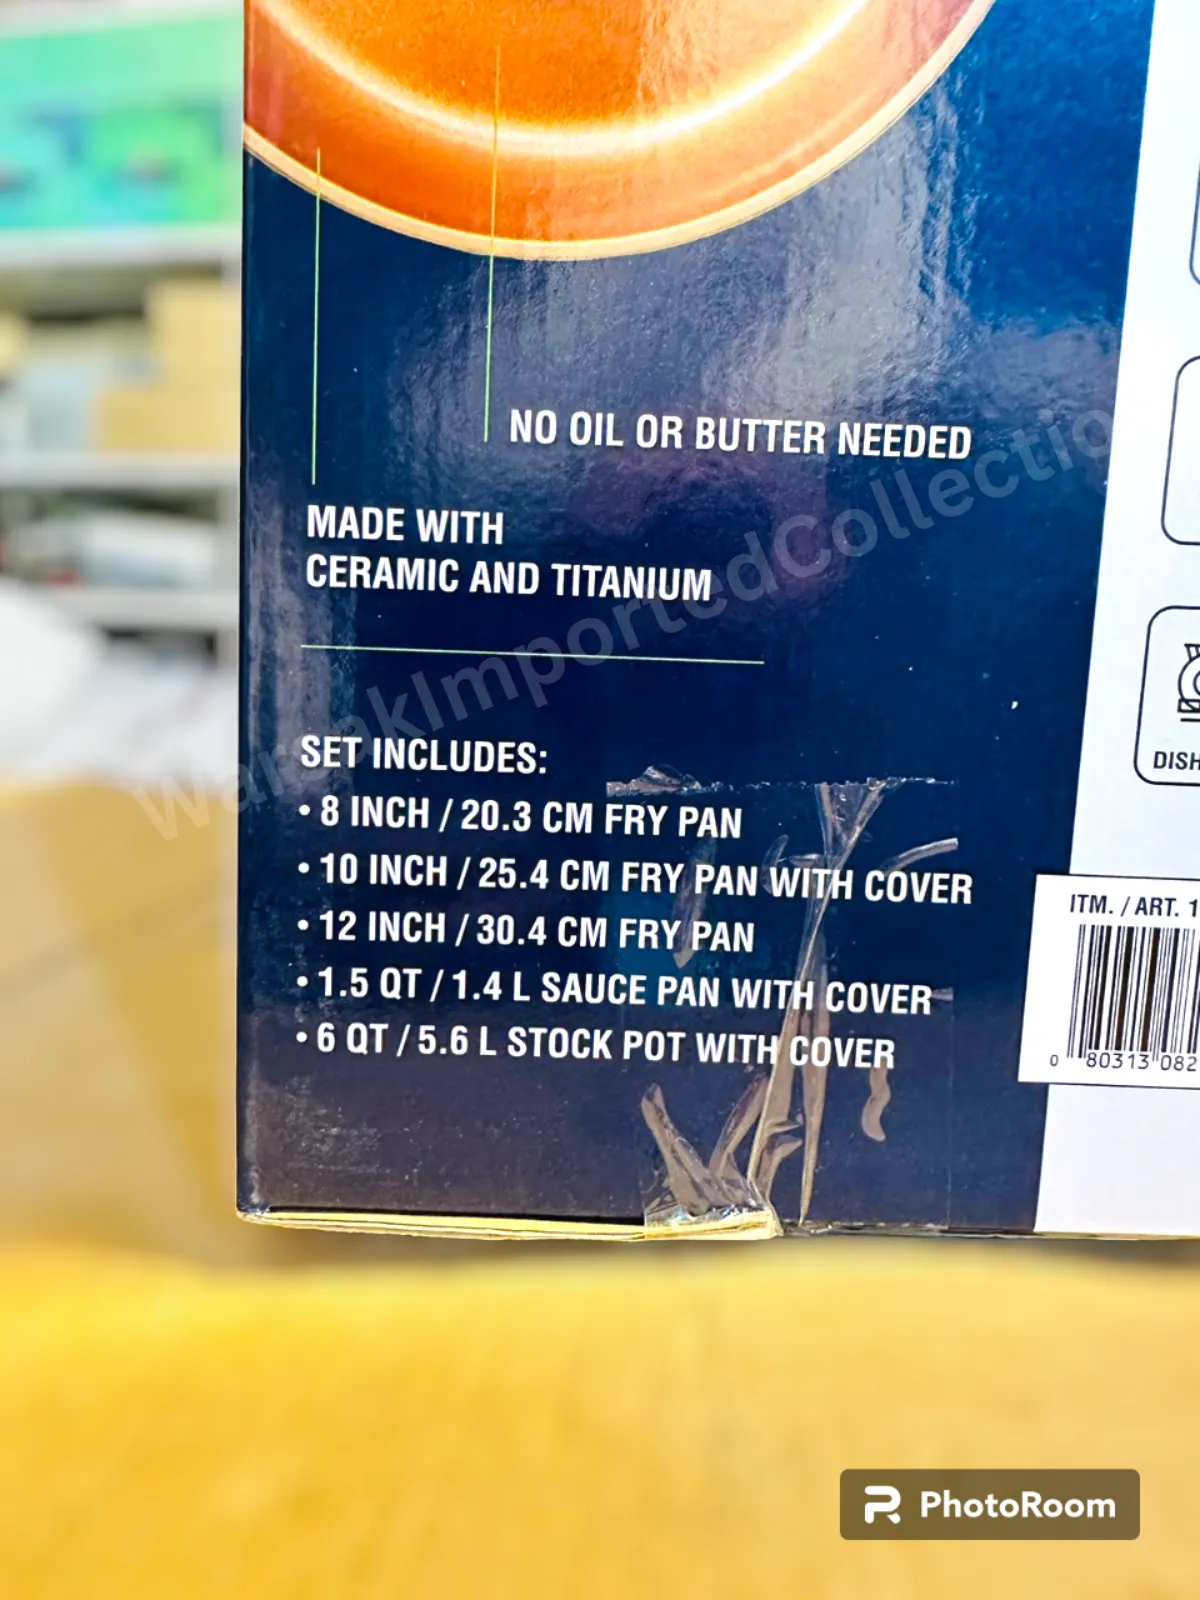 NO OIL OR BUTTER NEEDED
MADE WITH
CERAMIC AND TITANIUM
SET INCLUDES:
• 8 INCH / 20.3 CM FRY PAN
• 10 INCH / 25.4 CM FRY PAN WITH COVER
• 12 INCH / 30.4 CM FRY PAN
• 1.5 QT / 1.4 L SAUCE PAN WITH COVER
• 6 QT / 5.6 L STOCK POT WITH COVER
DISH
ITM. / ART. 1
0 80313 082
PhotoRoom